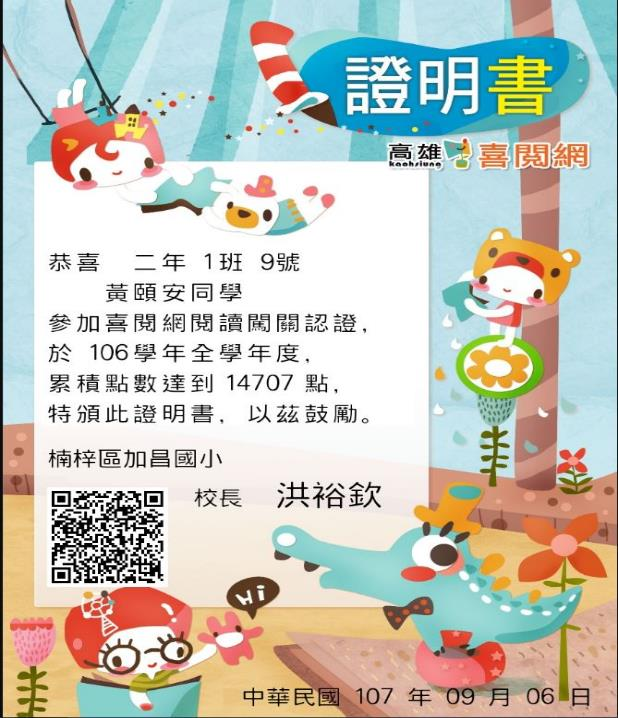 證明書
高雄 喜閱網
kaohsiung
恭喜 二年 1班 9號
黃頤安同學
參加喜閱網閱讀闖關認證,
於 106學年全學年度,
累積點數達到 14707 點,
特頒此證明書, 以茲鼓勵。
楠梓區加昌國小
校長 洪裕欽
Hi
中華民國 107 年 09 月 06 日